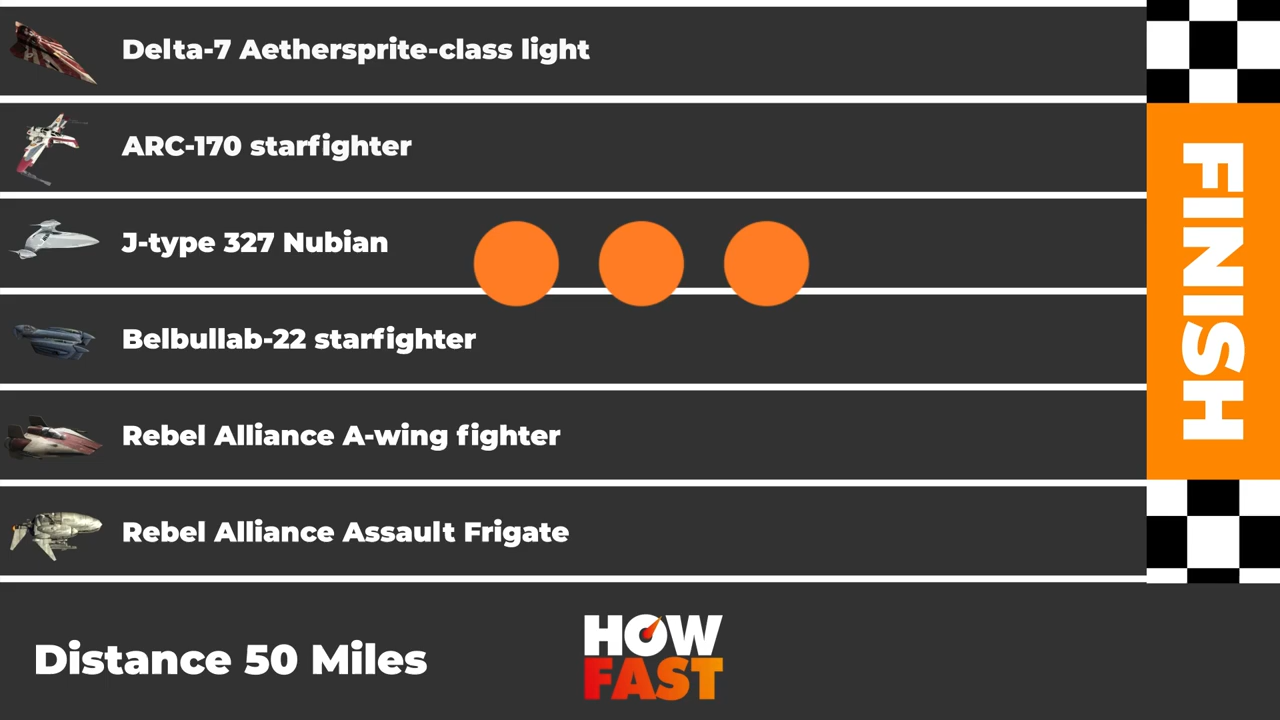 Delta-7 Aethersprite-class light
ARC-170 starfighter
J-type 327 Nubian
Belbullab-22 starfighter
Rebel Alliance A-wing fighter
Rebel Alliance Assault Frigate
FINISH
Distance 50 Miles
HOW
FAST